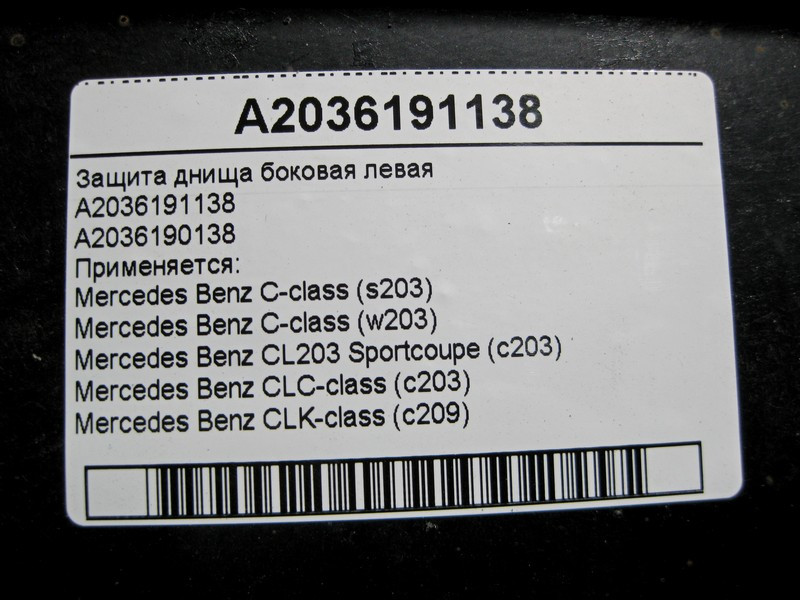 A2036191138
Защита днища боковая левая
A2036191138
A2036190138
Применяется:
Mercedes Benz C-class (s203)
Mercedes Benz C-class (w203)
Mercedes Benz CL203 Sportcoupe (c203)
Mercedes Benz CLC-class (c203)
Mercedes Benz CLK-class (c209)